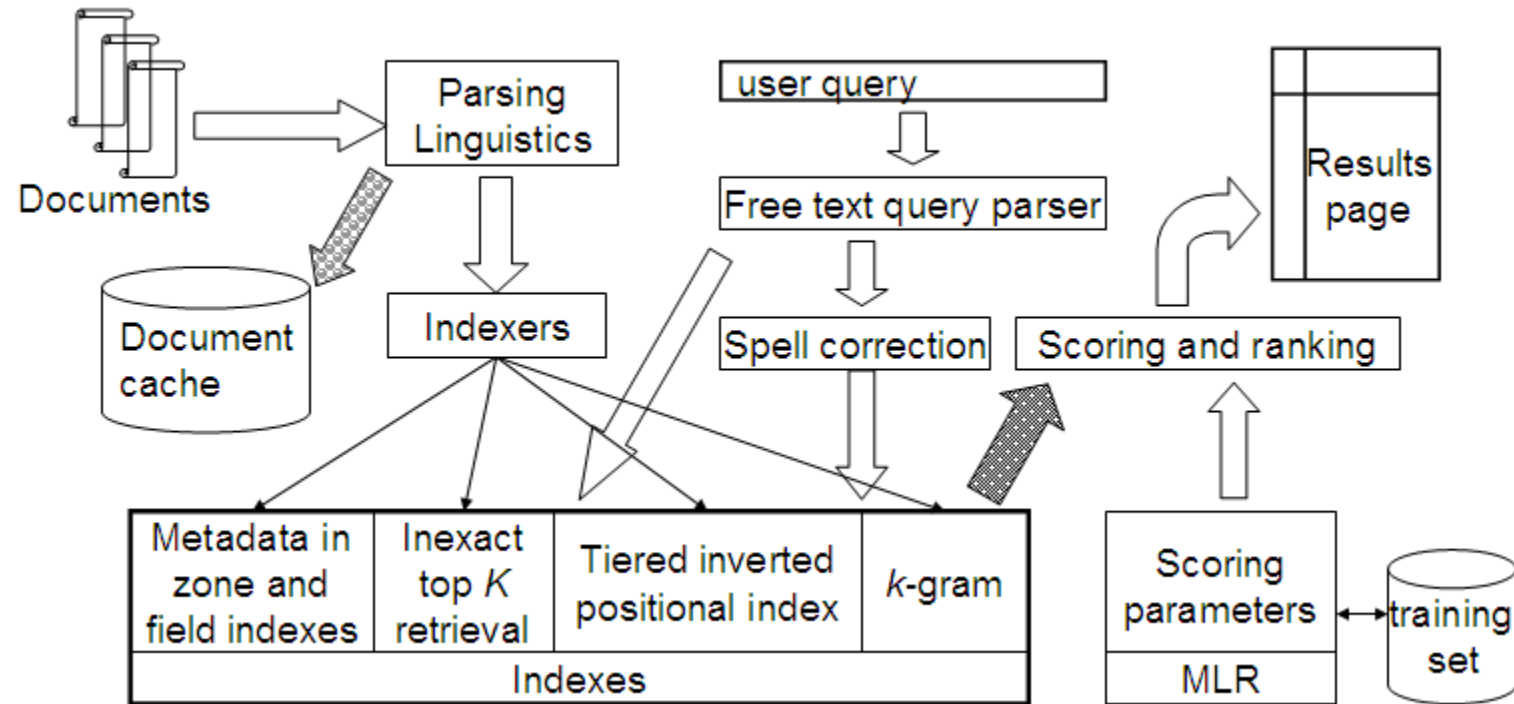 Documents
Parsing
Linguistics
user query
Results
page
Free text query parser
Document
cache
Indexers
Spell correction
Scoring and ranking
Metadata in
zone and
field indexes
Inexact
top K
retrieval
Tiered inverted
positional index
k-gram
Indexes
Scoring
parameters
MLR
training
set